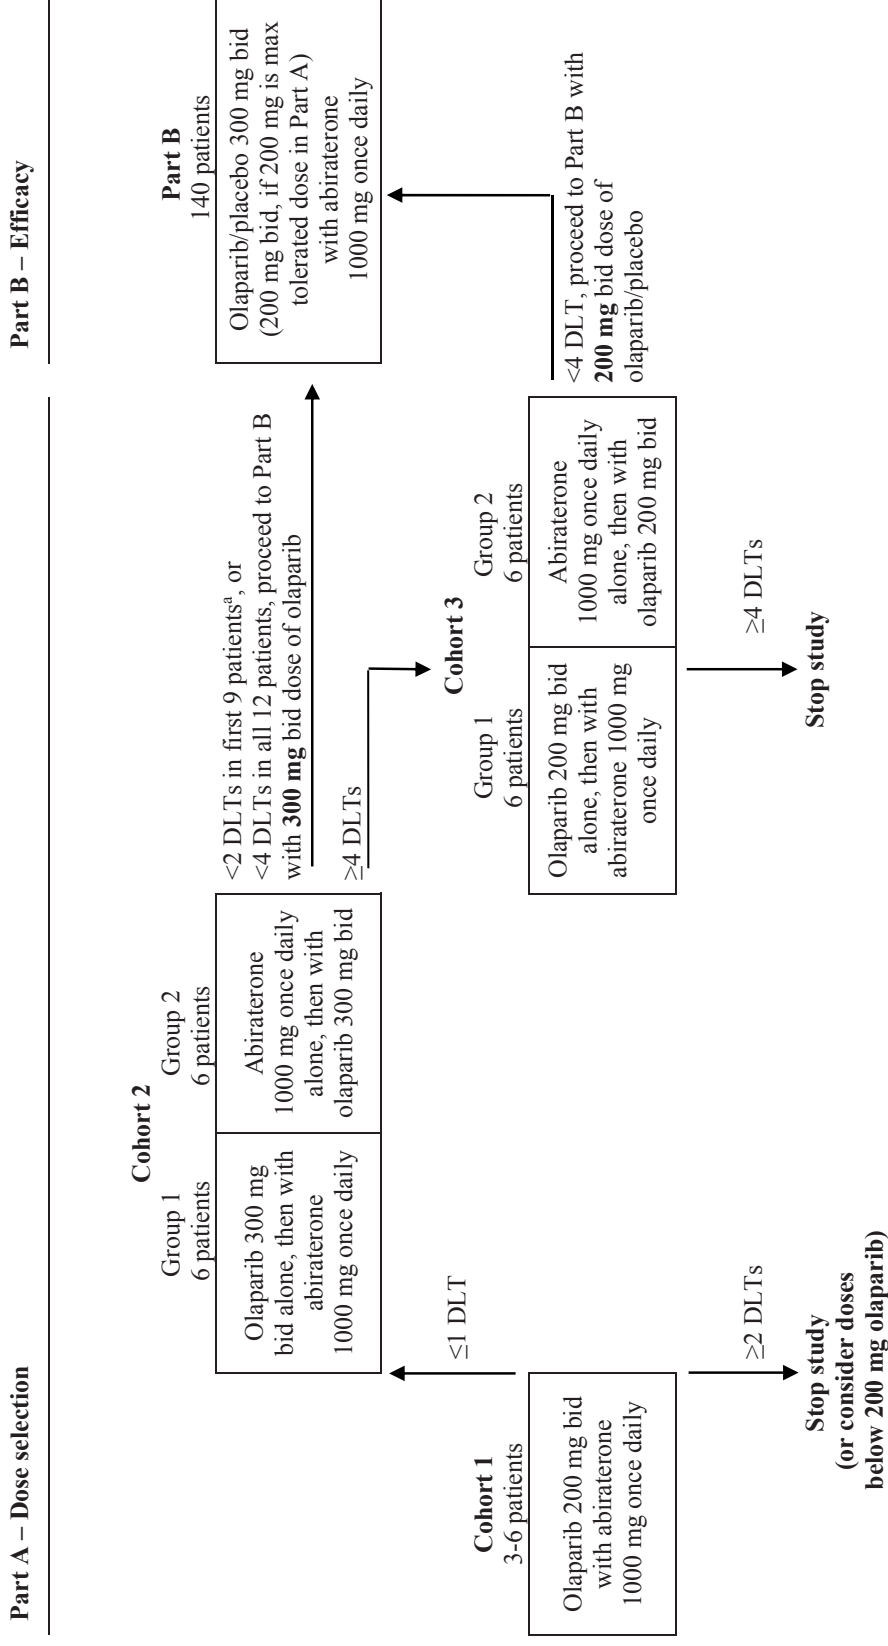 Part A – Dose selection
Part B – Efficacy
Cohort 1
3-6 patients
Olaparib 200 mg bid
with abiraterone
1000 mg once daily
≤1 DLT
≥2 DLTs
Stop study
(or consider doses
below 200 mg olaparib)
Cohort 2
Group 1
6 patients
Olaparib 300 mg
bid alone, then with
abiraterone
1000 mg once daily
Group 2
6 patients
Abiraterone
1000 mg once daily
alone, then with
olaparib 300 mg bid
<2 DLTs in first 9 patientsᵃ, or
<4 DLTs in all 12 patients, proceed to Part B
with 300 mg bid dose of olaparib
≥4 DLTs
Cohort 3
Group 1
6 patients
Olaparib 200 mg bid
alone, then with
abiraterone 1000 mg
once daily
Group 2
6 patients
Abiraterone
1000 mg once daily
alone, then with
olaparib 200 mg bid
≥4 DLTs
Stop study
<4 DLT, proceed to Part B with
200 mg bid dose of
olaparib/placebo
Part B
140 patients
Olaparib/placebo 300 mg bid
(200 mg bid, if 200 mg is max
tolerated dose in Part A)
with abiraterone
1000 mg once daily